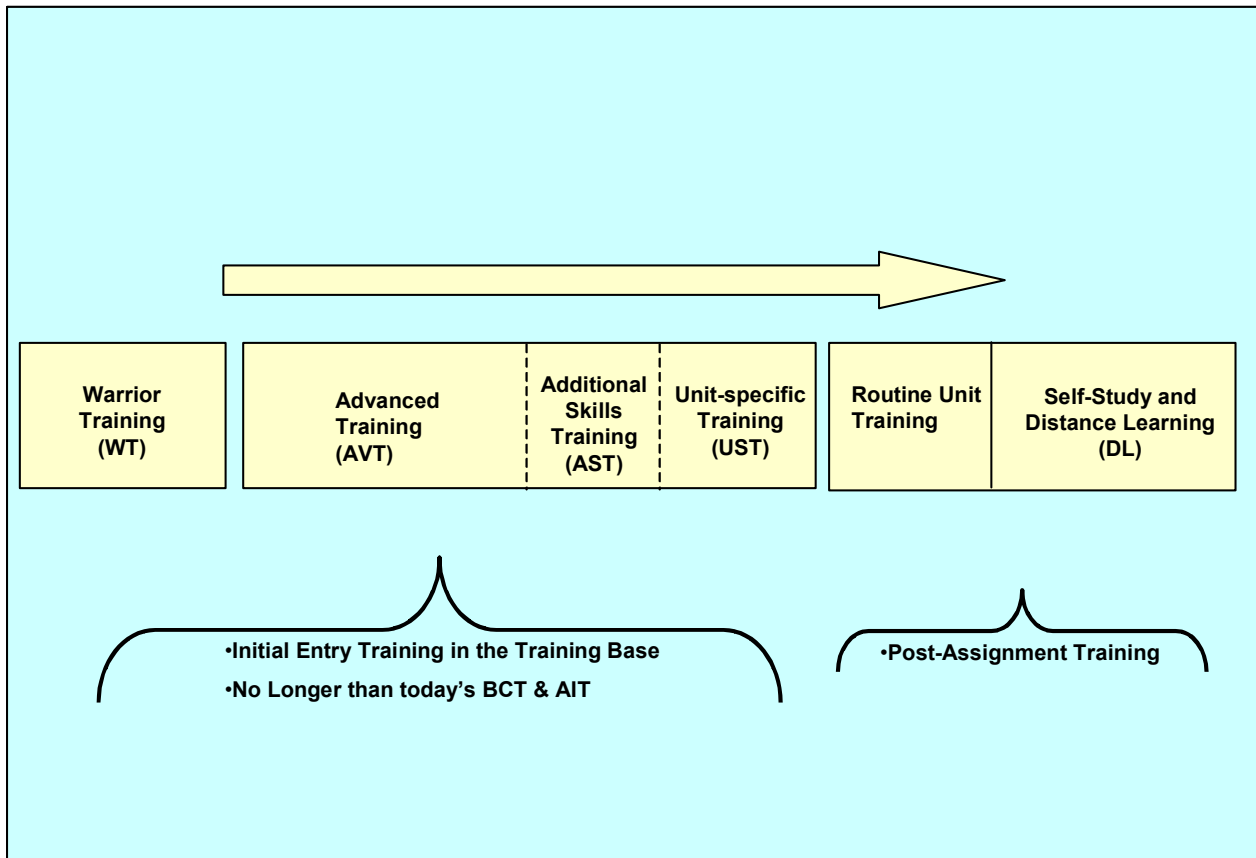 Warrior
Training
(WT)
Advanced
Training
(AVT)
Additional
Skills
Training
(AST)
Unit-specific
Training
(UST)
Routine Unit
Training
Self-Study and
Distance Learning
(DL)
•Initial Entry Training in the Training Base
•No Longer than today's BCT & AIT
•Post-Assignment Training